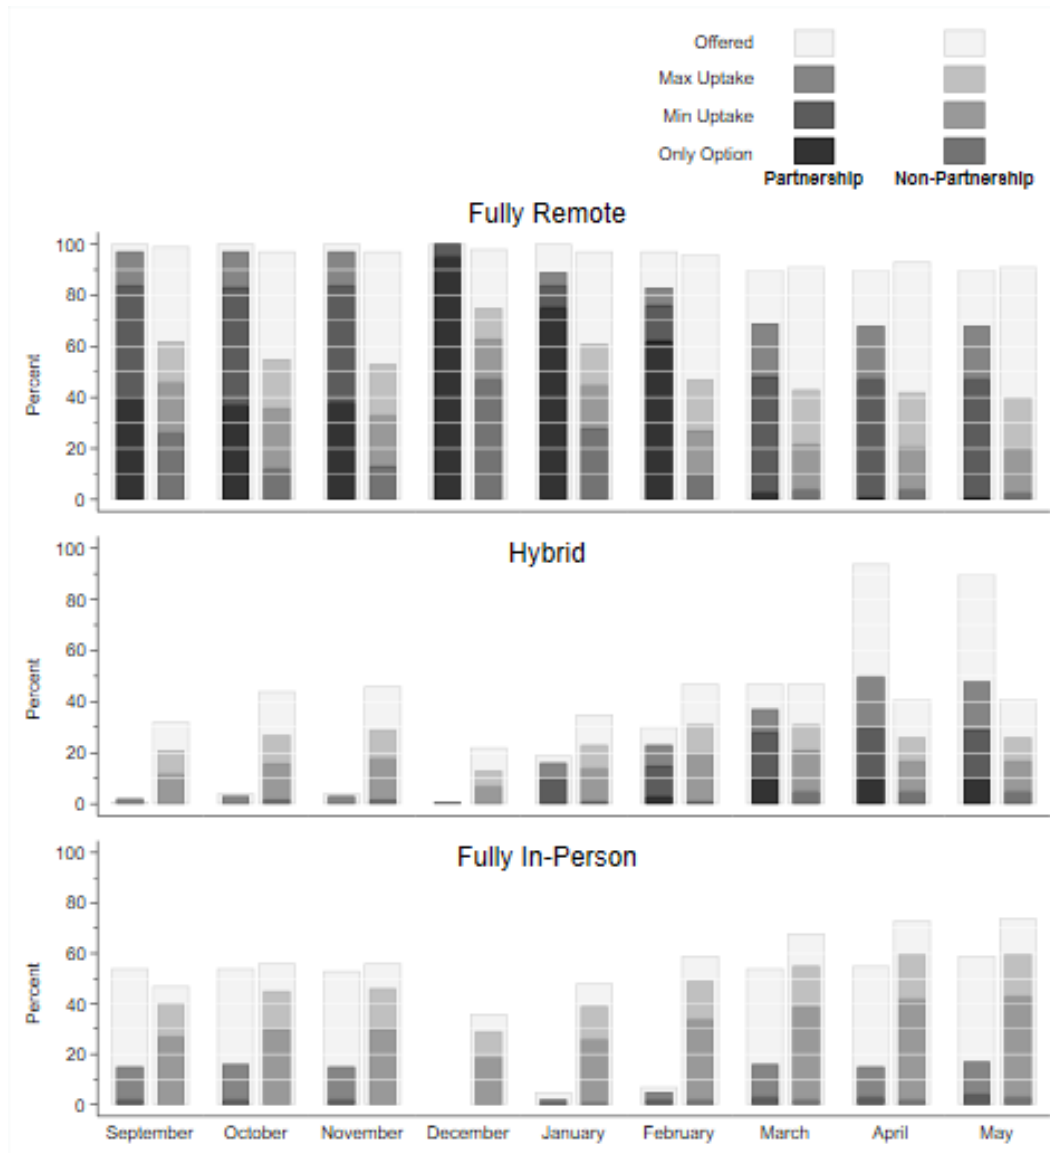 Offered
Max Uptake
Min Uptake
Only Option
Partnership Non-Partnership
Fully Remote
100
80
60
40
20
0
Percent
Hybrid
100
80
60
40
20
0
Percent
Fully In-Person
100
80
60
40
20
0
Percent
September October November December January February March April May